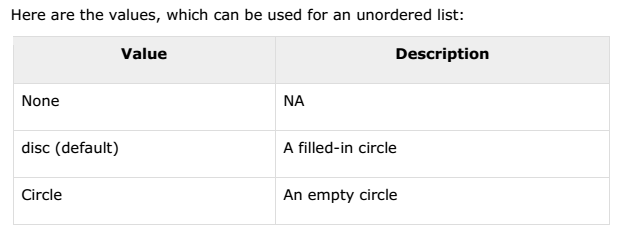 Here are the values, which can be used for an unordered list:
Value Description
None NA
disc (default) A filled-in circle
Circle An empty circle